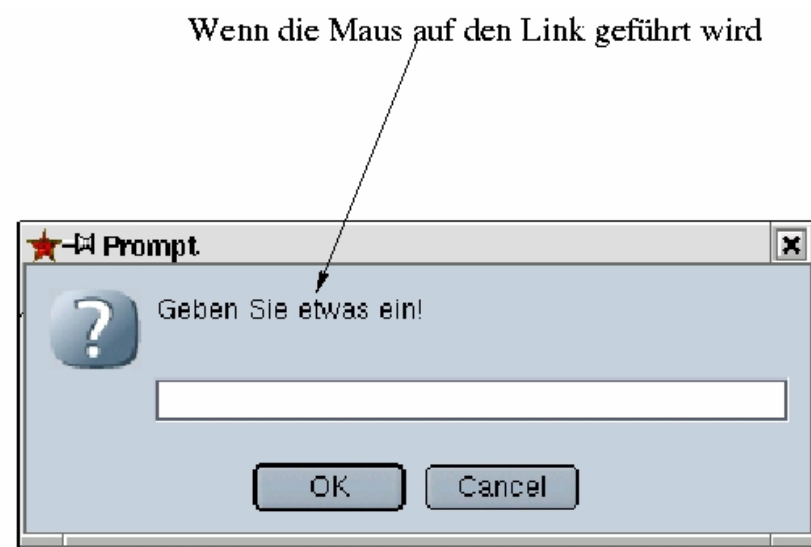 Wenn die Maus auf den Link geführt wird
Prompt
Geben Sie etwas ein!
OK
Cancel